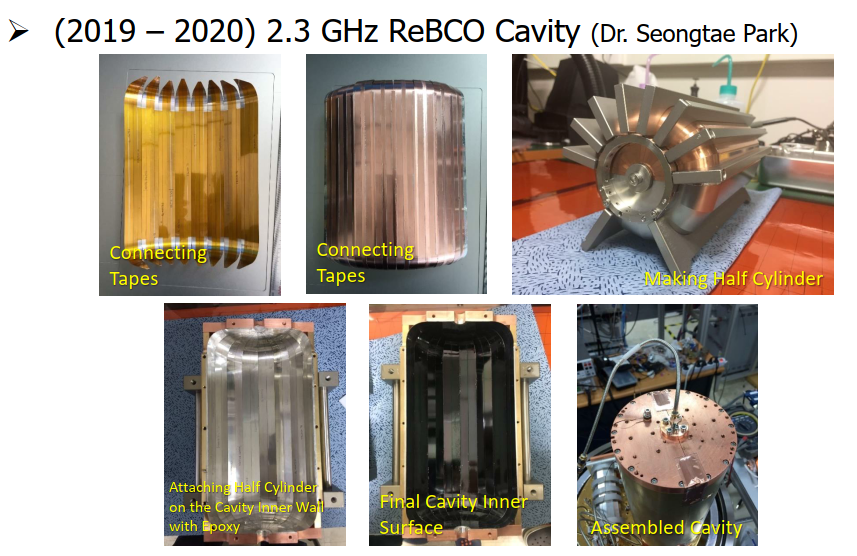 (2019 – 2020) 2.3 GHz ReBCO Cavity (Dr. Seongtae Park)
Connecting
Tapes
Connecting
Tapes
Making Half Cylinder
Attaching Half Cylinder
on the Cavity Inner Wall
with Epoxy
Final Cavity Inner
Surface
Assembled Cavity